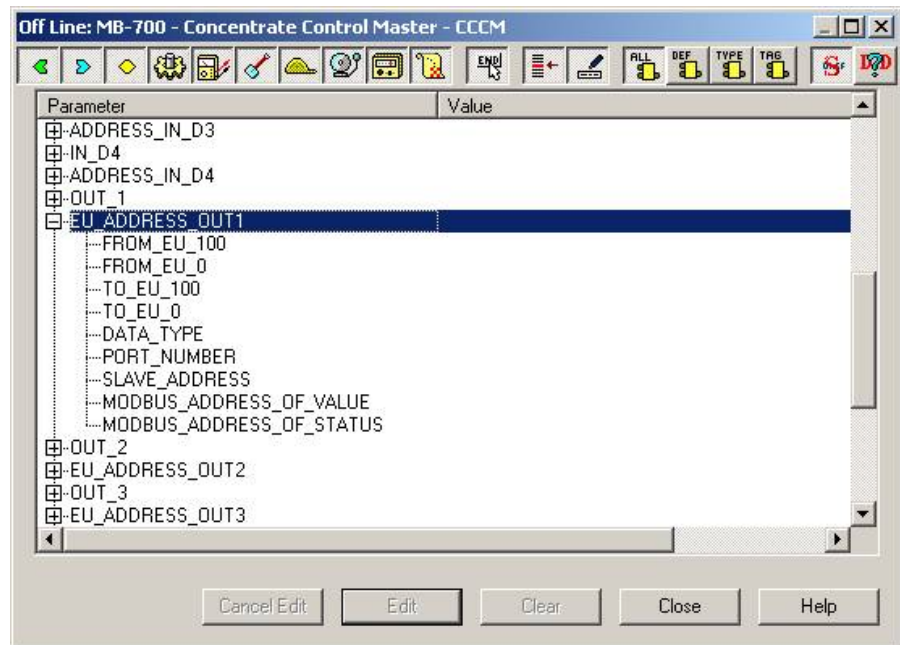 Off Line: MB-700 - Concentrate Control Master - CCCM
END ALL DEF TYPE TAG
Parameter Value
ADDRESS_IN_D3
IN_D4
ADDRESS_IN_D4
OUT_1
EU_ADDRESS_OUT1
FROM_EU_100
FROM_EU_0
TO_EU_100
TO_EU_0
DATA_TYPE
PORT_NUMBER
SLAVE_ADDRESS
MODBUS_ADDRESS_OF_VALUE
MODBUS_ADDRESS_OF_STATUS
OUT_2
EU_ADDRESS_OUT2
OUT_3
EU_ADDRESS_OUT3
Cancel Edit Edit Clear Close Help